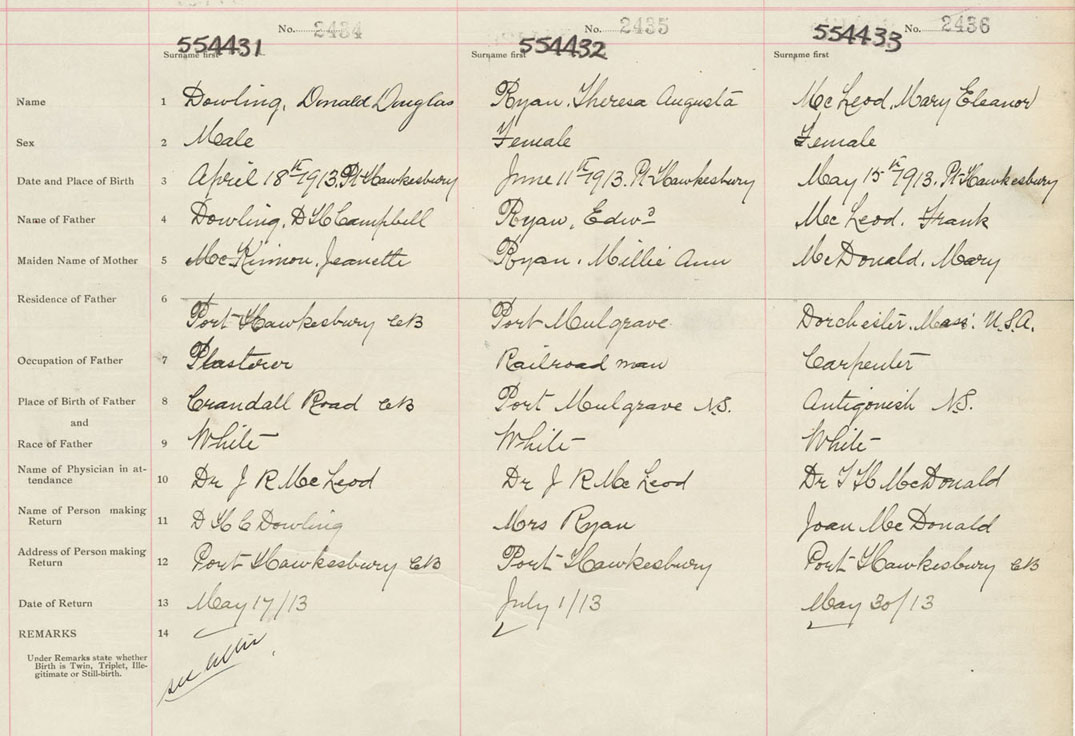 No. 2434 No. 2435 No. 2436
554431 554432 554433
Surname first Surname first Surname first
Name 1 Dowling, Donald Douglas Ryan, Theresa Augusta McLeod, Mary Eleanor
Sex 2 Male Female Female
Date and Place of Birth 3 April 18th 1913. Pt Hawkesbury June 11th 1913. Pt Hawkesbury May 15th 1913. Pt Hawkesbury
Name of Father 4 Dowling, D H Campbell Ryan, Edwd McLeod. Frank
Maiden Name of Mother 5 McKinnon, Jeanette Ryan, Millie Ann McDonald, Mary
Residence of Father 6
Port Hawkesbury CB Port Mulgrave Dorchester. Mass. U.S.A.
Occupation of Father 7 Plasterer Railroad man Carpenter
Place of Birth of Father 8 Crandall Road CB Port Mulgrave N.S. Antigonish N.S.
and
Race of Father 9 White White White
Name of Physician in at-
tendance 10 Dr J R McLeod Dr J R McLeod Dr McDonald
Name of Person making
Return 11 D H C Dowling Mrs Ryan Joan McDonald
Address of Person making
Return 12 Port Hawkesbury CB Port Hawkesbury Port Hawkesbury CB
Date of Return 13 May 17/13 July 1/13 May 30/13
REMARKS 14
Under Remarks state whether
Birth is Twin, Triplet, Ille-
gitimate or Still-birth.
see